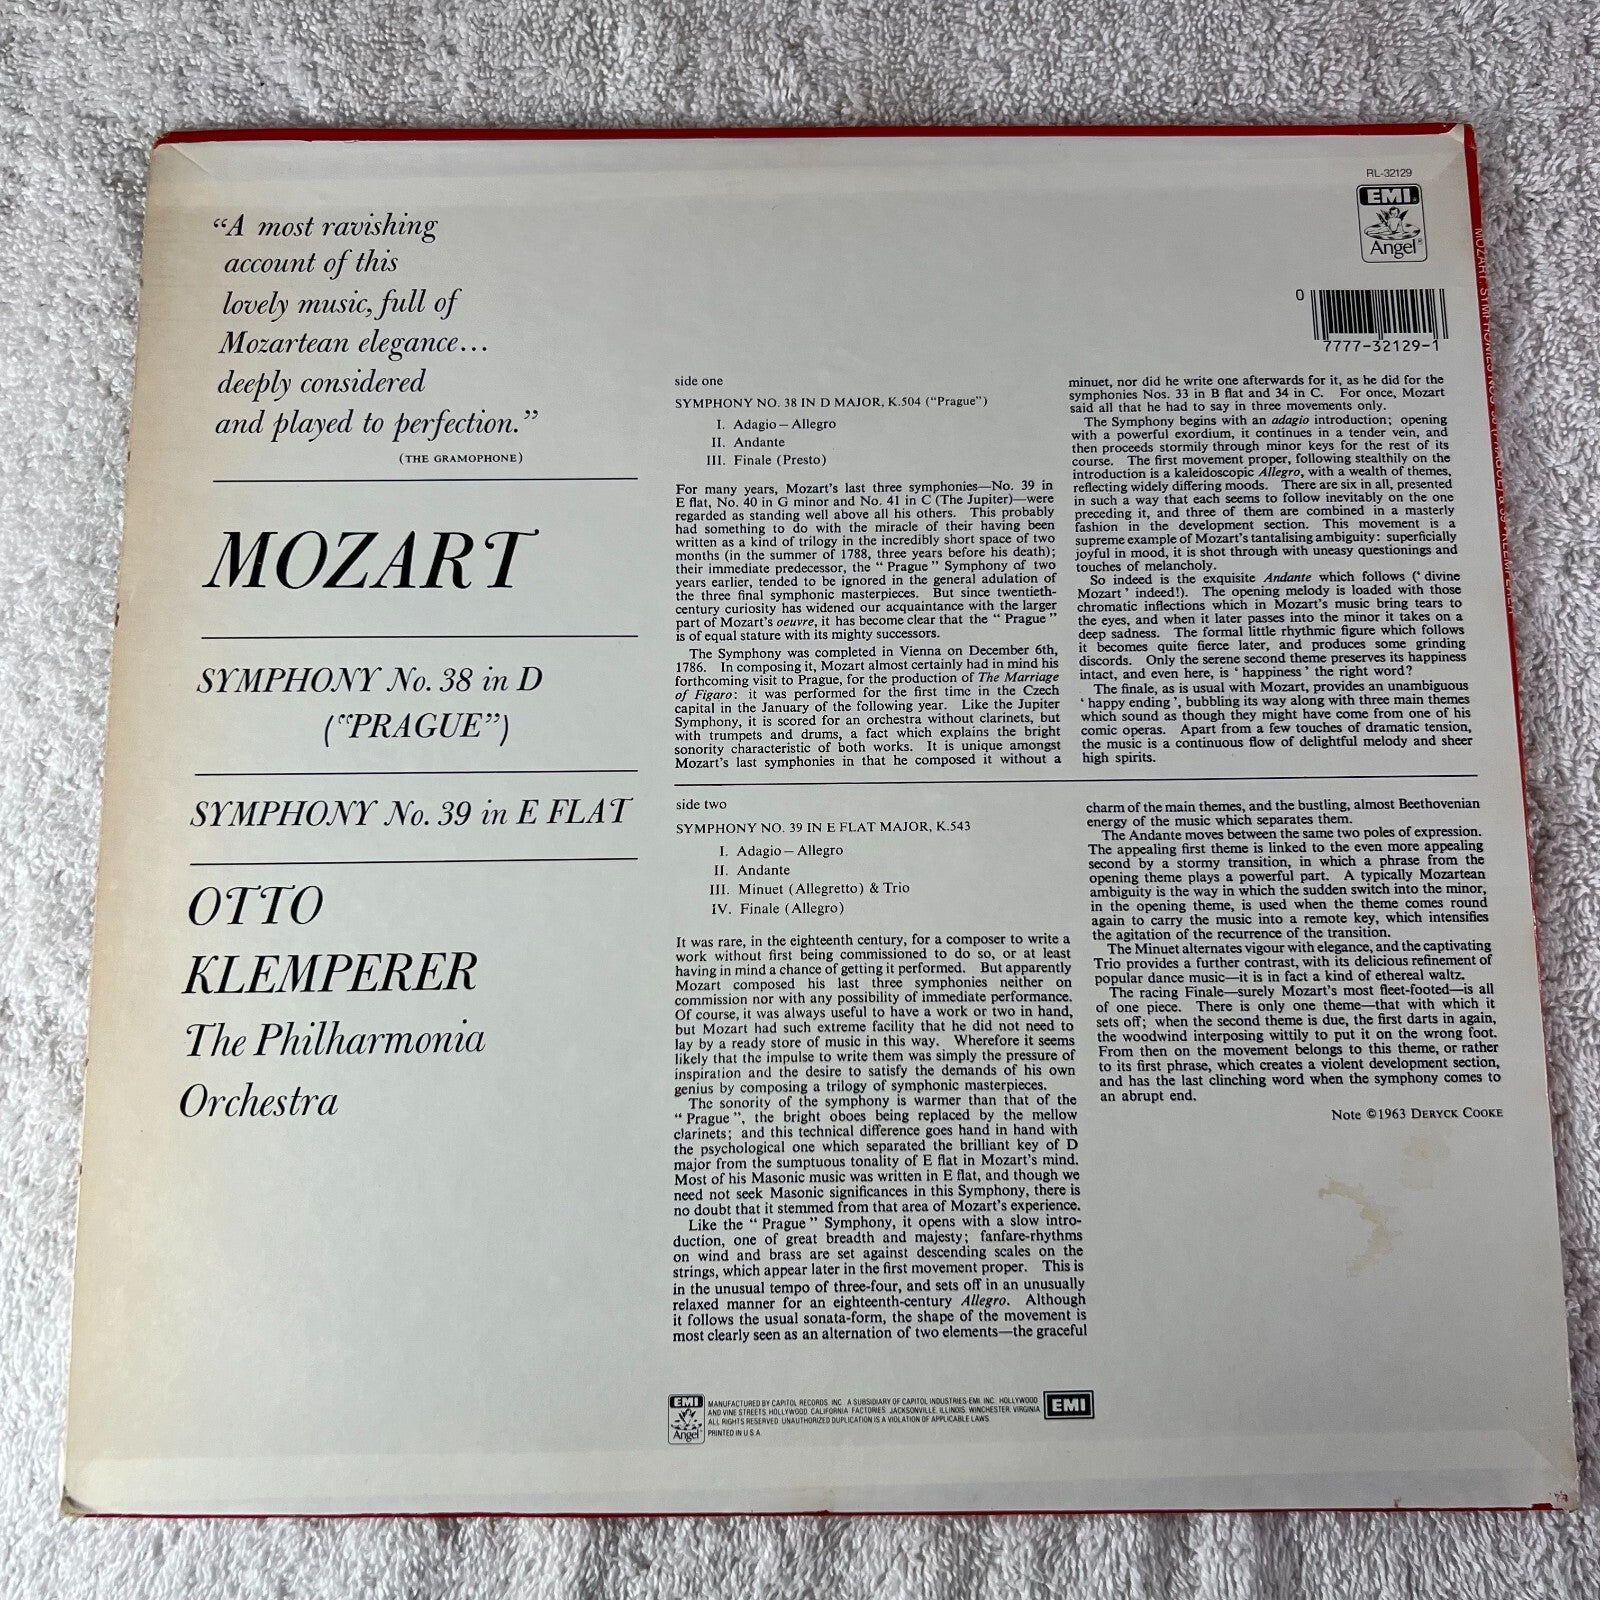 "A most ravishing
account of this
lovely music, full of
Mozartean elegance...
deeply considered
and played to perfection."
(THE GRAMOPHONE)
MOZART
SYMPHONY No. 38 in D
("PRAGUE")
SYMPHONY No. 39 in E FLAT
OTTO
KLEMPERER
The Philharmonia
Orchestra
RL-32129
EMI
Angel
0
7777-32129-1
side one
SYMPHONY NO. 38 IN D MAJOR, K.504 ("Prague")
I. Adagio – Allegro
II. Andante
III. Finale (Presto)
For many years, Mozart's last three symphonies—No. 39 in
E flat, No. 40 in G minor and No. 41 in C (The Jupiter)—were
regarded as standing well above all his others. This probably
had something to do with the miracle of their having been
written as a kind of trilogy in the incredibly short space of two
months (in the summer of 1788, three years before his death);
their immediate predecessor, the " Prague " Symphony of two
years earlier, tended to be ignored in the general adulation of
the three final symphonic masterpieces. But since twentieth-
century curiosity has widened our acquaintance with the larger
part of Mozart's oeuvre, it has become clear that the " Prague "
is of equal stature with its mighty successors.
The Symphony was completed in Vienna on December 6th,
1786. In composing it, Mozart almost certainly had in mind his
forthcoming visit to Prague, for the production of The Marriage
of Figaro: it was performed for the first time in the Czech
capital in the January of the following year. Like the Jupiter
Symphony, it is scored for an orchestra without clarinets, but
with trumpets and drums, a fact which explains the bright
sonority characteristic of both works. It is unique amongst
Mozart's last symphonies in that he composed it without a
minuet, nor did he write one afterwards for it, as he did for the
symphonies Nos. 33 in B flat and 34 in C. For once, Mozart
said all that he had to say in three movements only.
The Symphony begins with an adagio introduction; opening
with a powerful exordium, it continues in a tender vein, and
then proceeds stormily through minor keys for the rest of its
course. The first movement proper, following stealthily on the
introduction is a kaleidoscopic Allegro, with a wealth of themes,
reflecting widely differing moods. There are six in all, presented
in such a way that each seems to follow inevitably on the one
preceding it, and three of them are combined in a masterly
fashion in the development section. This movement is a
supreme example of Mozart's tantalising ambiguity: superficially
joyful in mood, it is shot through with uneasy questionings and
touches of melancholy.
So indeed is the exquisite Andante which follows (' divine
Mozart ' indeed!). The opening melody is loaded with those
chromatic inflections which in Mozart's music bring tears to
the eyes, and when it later passes into the minor it takes on a
deep sadness. The formal little rhythmic figure which follows
it becomes quite fierce later, and produces some grinding
discords. Only the serene second theme preserves its happiness
intact, and even here, is ' happiness ' the right word?
The finale, as is usual with Mozart, provides an unambiguous
' happy ending ', bubbling its way along with three main themes
which sound as though they might have come from one of his
comic operas. Apart from a few touches of dramatic tension,
the music is a continuous flow of delightful melody and sheer
high spirits.
side two
SYMPHONY NO. 39 IN E FLAT MAJOR, K.543
I. Adagio – Allegro
II. Andante
III. Minuet (Allegretto) & Trio
IV. Finale (Allegro)
It was rare, in the eighteenth century, for a composer to write a
work without first being commissioned to do so, or at least
having in mind a chance of getting it performed. But apparently
Mozart composed his last three symphonies neither on
commission nor with any possibility of immediate performance.
Of course, it was always useful to have a work or two in hand,
but Mozart had such extreme facility that he did not need to
lay by a ready store of music in this way. Wherefore it seems
likely that the impulse to write them was simply the pressure of
inspiration and the desire to satisfy the demands of his own
genius by composing a trilogy of symphonic masterpieces.
The sonority of the symphony is warmer than that of the
" Prague ", the bright oboes being replaced by the mellow
clarinets; and this technical difference goes hand in hand with
the psychological one which separated the brilliant key of D
major from the sumptuous tonality of E flat in Mozart's mind.
Most of his Masonic music was written in E flat, and though we
need not seek Masonic significances in this Symphony, there is
no doubt that it stemmed from that area of Mozart's experience.
Like the " Prague " Symphony, it opens with a slow intro-
duction, one of great breadth and majesty; fanfare-rhythms
on wind and brass are set against descending scales on the
strings, which appear later in the first movement proper. This is
in the unusual tempo of three-four, and sets off in an unusually
relaxed manner for an eighteenth-century Allegro. Although
it follows the usual sonata-form, the shape of the movement is
most clearly seen as an alternation of two elements—the graceful
charm of the main themes, and the bustling, almost Beethovenian
energy of the music which separates them.
The Andante moves between the same two poles of expression.
The appealing first theme is linked to the even more appealing
second by a stormy transition, in which a phrase from the
opening theme plays a powerful part. A typically Mozartean
ambiguity is the way in which the sudden switch into the minor,
in the opening theme, is used when the theme comes round
again to carry the music into a remote key, which intensifies
the agitation of the recurrence of the transition.
The Minuet alternates vigour with elegance, and the captivating
Trio provides a further contrast, with its delicious refinement of
popular dance music—it is in fact a kind of ethereal waltz.
The racing Finale—surely Mozart's most fleet-footed—is all
of one piece. There is only one theme—that with which it
sets off; when the second theme is due, the first darts in again,
the woodwind interposing wittily to put it on the wrong foot.
From then on the movement belongs to this theme, or rather
to its first phrase, which creates a violent development section,
and has the last clinching word when the symphony comes to
an abrupt end.
Note ©1963 DERYCK COOKE
EMI
Angel
MANUFACTURED BY CAPITOL RECORDS, INC. A SUBSIDIARY OF CAPITOL INDUSTRIES-EMI, INC. HOLLYWOOD
AND VINE STREETS, HOLLYWOOD, CALIFORNIA. FACTORIES: JACKSONVILLE, ILLINOIS; WINCHESTER, VIRGINIA
ALL RIGHTS RESERVED. UNAUTHORIZED DUPLICATION IS A VIOLATION OF APPLICABLE LAWS.
PRINTED IN U.S.A.
EMI
MOZART: SYMPHONIES NOS. 38